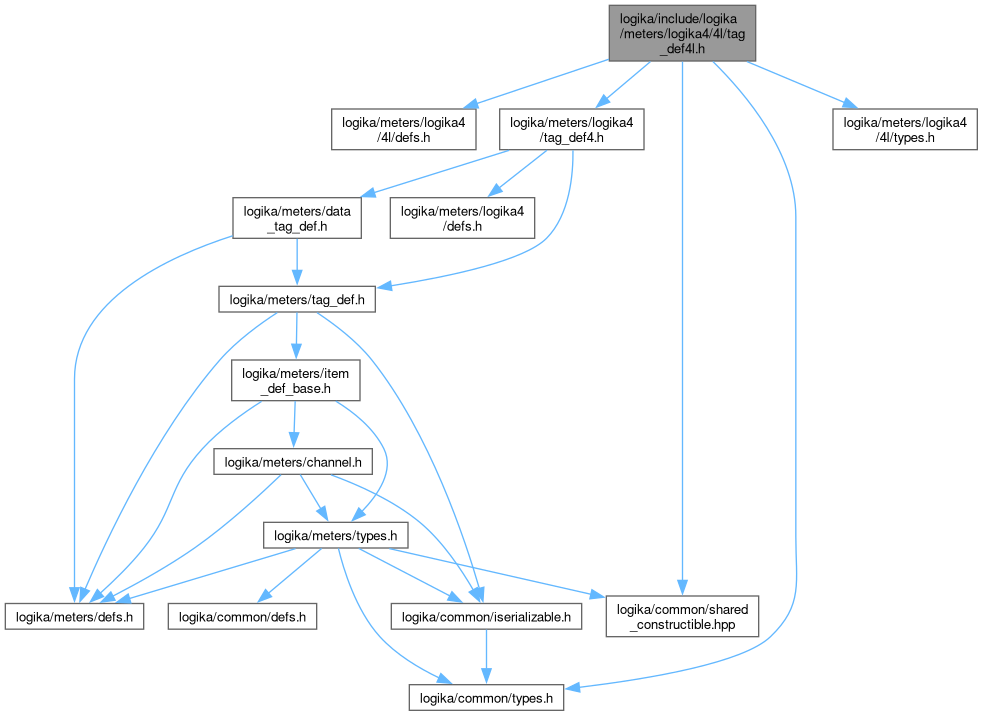 logika/include/logika
/meters/logika4/4l/tag
_def4l.h
logika/meters/logika4
/4l/defs.h
logika/meters/logika4
/tag_def4.h
logika/meters/logika4
/4l/types.h
logika/meters/data
_tag_def.h
logika/meters/logika4
/defs.h
logika/meters/tag_def.h
logika/meters/item
_def_base.h
logika/meters/channel.h
logika/meters/types.h
logika/meters/defs.h
logika/common/defs.h
logika/common/iserializable.h
logika/common/shared
_constructible.hpp
logika/common/types.h